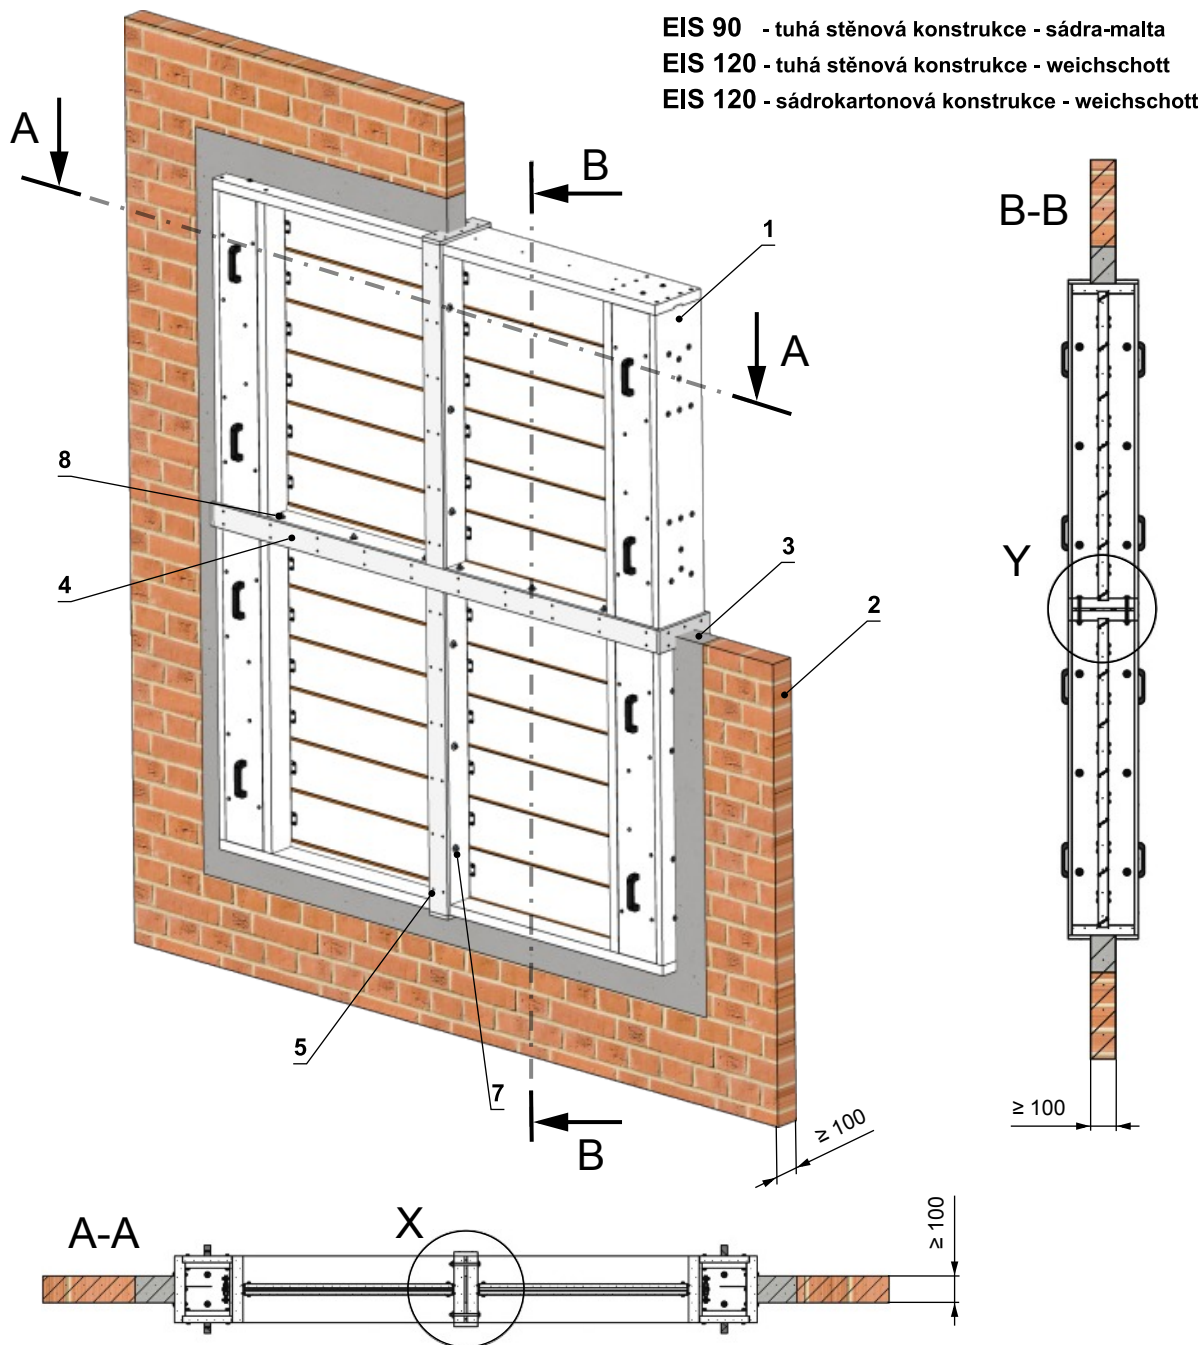 EIS 90 - tuhá stěnová konstrukce - sádra-malta
EIS 120 - tuhá stěnová konstrukce - weichschott
EIS 120 - sádrokartonová konstrukce - weichschott
A
B
B-B
1
A
8
4
3
2
Y
5
7
B
≥ 100
≥ 100
A-A
X
≥ 100